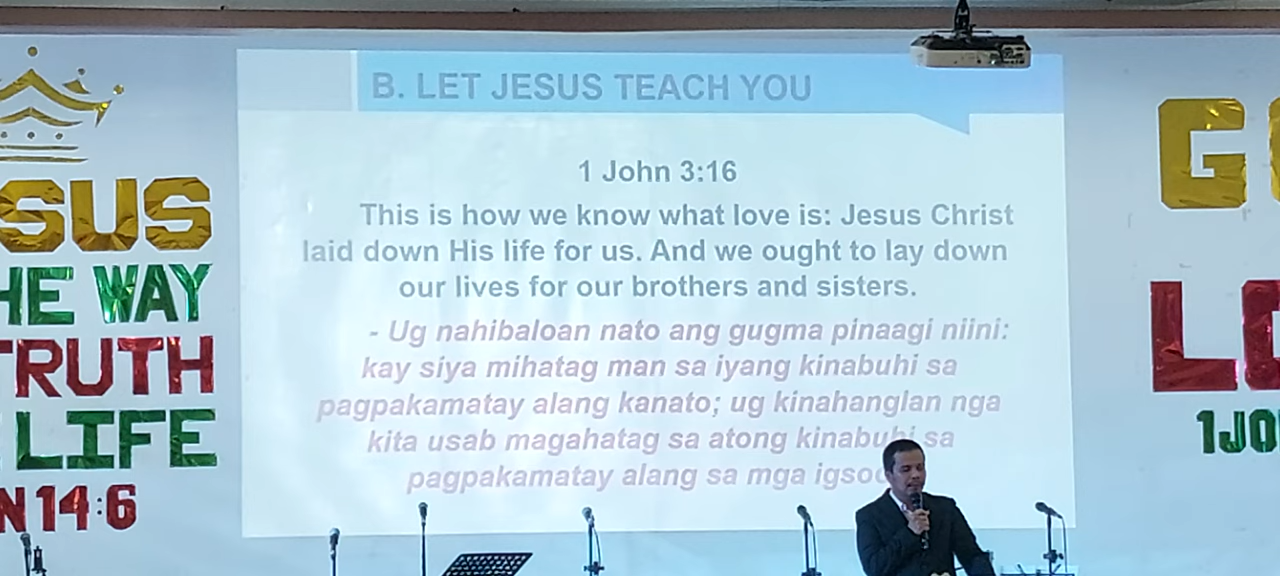 B. LET JESUS TEACH YOU
1 John 3:16
This is how we know what love is: Jesus Christ
laid down His life for us. And we ought to lay down
our lives for our brothers and sisters.
- Ug nahibaloan nato ang gugma pinaagi niini:
kay siya mihatag man sa iyang kinabuhi sa
pagpakamatay alang kanato; ug kinahanglan nga
kita usab magahatag sa atong kinabuhi sa
pagpakamatay alang sa mga igsoo
SUS
HE WAY
TRUTH
LIFE
N 14:6
G
LO
1JO